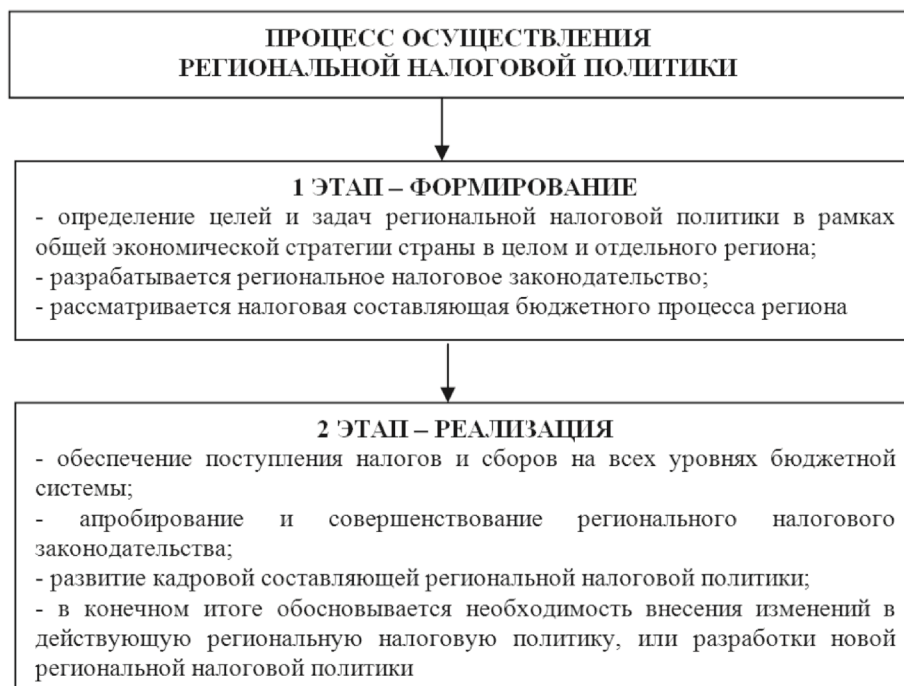 ПРОЦЕСС ОСУЩЕСТВЛЕНИЯ
РЕГИОНАЛЬНОЙ НАЛОГОВОЙ ПОЛИТИКИ
1 ЭТАП – ФОРМИРОВАНИЕ
- определение целей и задач региональной налоговой политики в рамках
общей экономической стратегии страны в целом и отдельного региона;
- разрабатывается региональное налоговое законодательство;
- рассматривается налоговая составляющая бюджетного процесса региона
2 ЭТАП – РЕАЛИЗАЦИЯ
- обеспечение поступления налогов и сборов на всех уровнях бюджетной
системы;
- апробирование и совершенствование регионального налогового
законодательства;
- развитие кадровой составляющей региональной налоговой политики;
- в конечном итоге обосновывается необходимость внесения изменений в
действующую региональную налоговую политику, или разработки новой
региональной налоговой политики